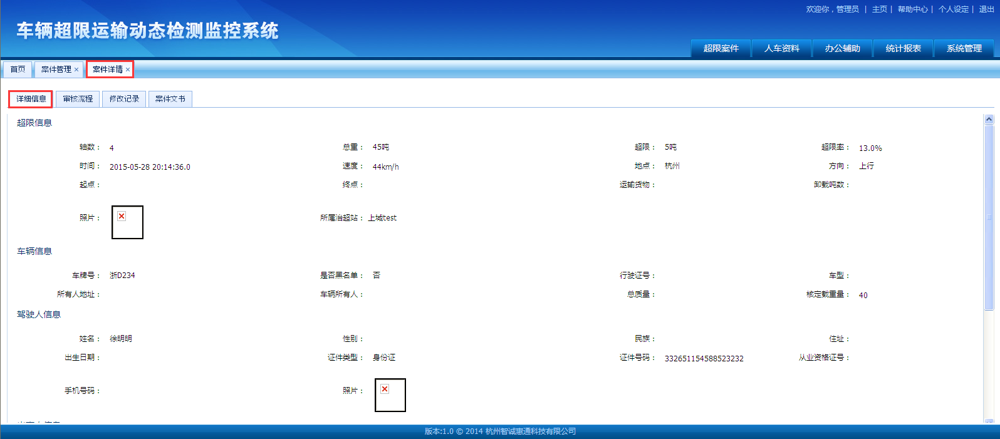 欢迎你，管理员 | 主页 | 帮助中心 | 个人设定 | 退出
车辆超限运输动态检测监控系统
超限案件 人车资料 办公辅助 统计报表 系统管理
首页 案件管理 × 案件详情 ×
详细信息 审核流程 修改记录 案件文书
超限信息
轴数： 4 总重： 45吨 超限： 5吨 超限率： 13.0%
时间： 2015-05-28 20:14:36.0 速度： 44km/h 地点： 杭州 方向： 上行
起点： 终点： 运输货物： 卸载吨数：
照片： 所属治超站： 上城test
车辆信息
车牌号： 浙D234 是否黑名单： 否 行驶证号： 车型：
所有人地址： 车辆所有人： 总质量： 核定载重量： 40
驾驶人信息
姓名： 徐明明 性别： 民族： 住址：
出生日期： 证件类型： 身份证 证件号码： 332651154588523232 从业资格证号：
手机号码： 照片：
版本:1.0 © 2014 杭州智诚惠通科技有限公司